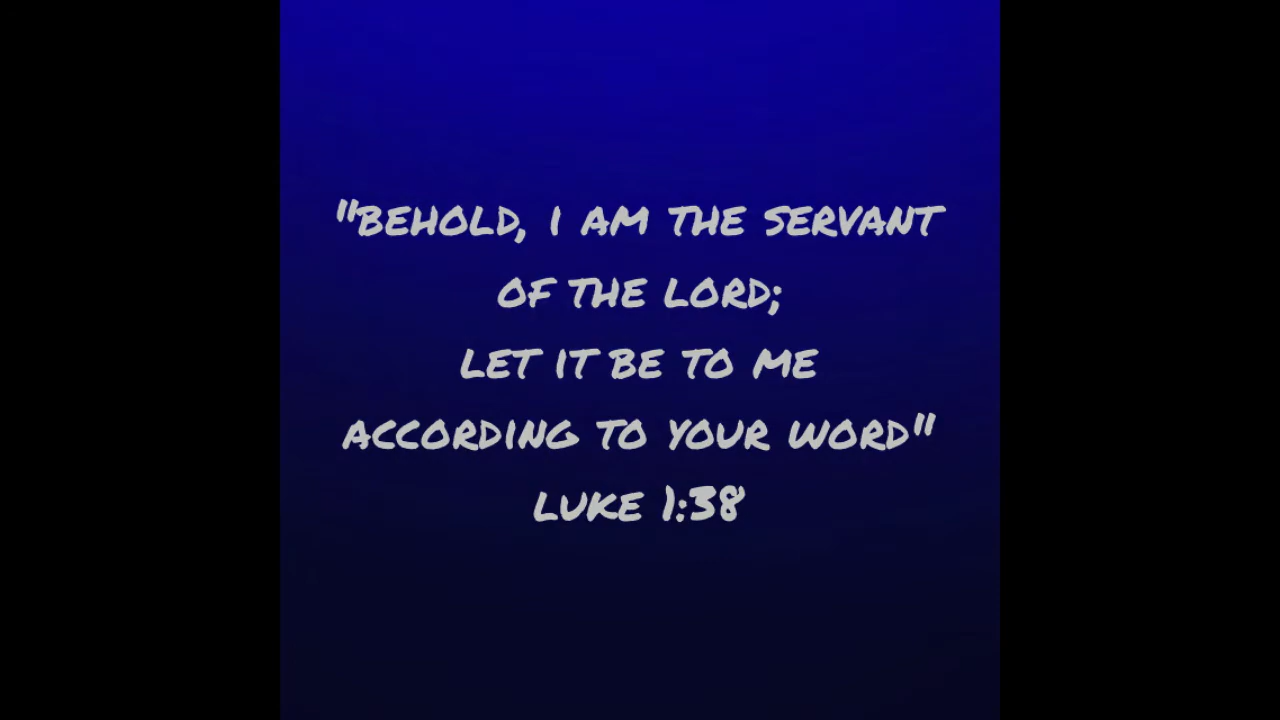 "BEHOLD, I AM THE SERVANT
OF THE LORD;
LET IT BE TO ME
ACCORDING TO YOUR WORD"
LUKE 1:38